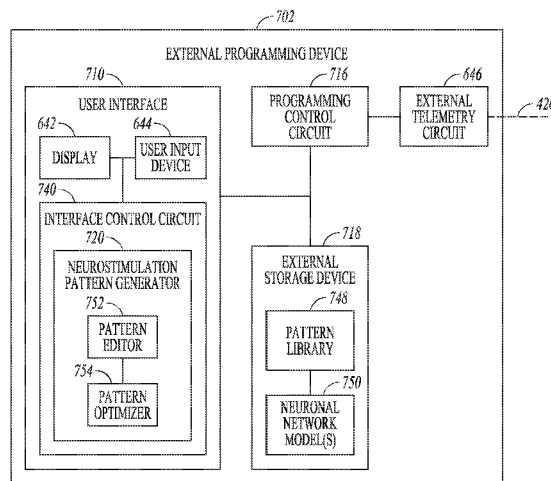 702
EXTERNAL PROGRAMMING DEVICE
710
USER INTERFACE
642
DISPLAY
644
USER INPUT
DEVICE
740
INTERFACE CONTROL CIRCUIT
720
NEUROSTIMULATION
PATTERN GENERATOR
752
PATTERN
EDITOR
754
PATTERN
OPTIMIZER
716
PROGRAMMING
CONTROL
CIRCUIT
646
EXTERNAL
TELEMETRY
CIRCUIT
426
718
EXTERNAL
STORAGE DEVICE
748
PATTERN
LIBRARY
750
NEURONAL
NETWORK
MODEL(S)